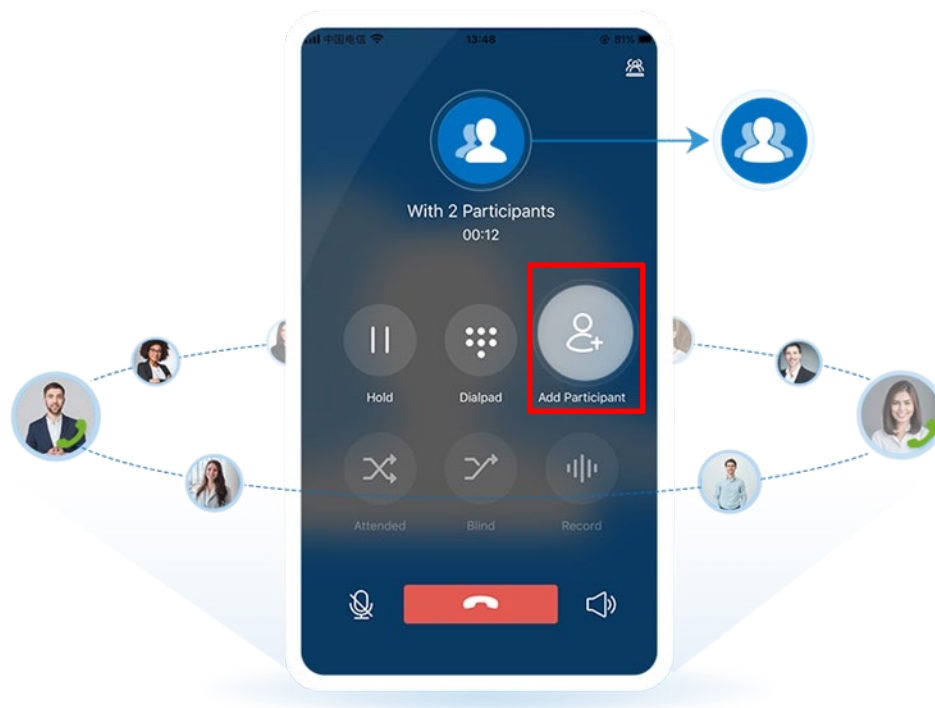 中国电信 13:48 81%
With 2 Participants
00:12
Hold Dialpad Add Participant
Attended Blind Record